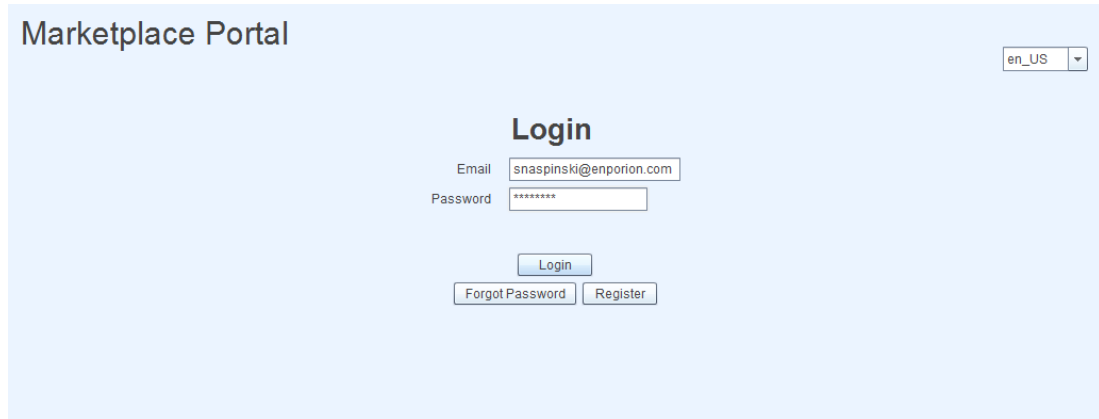 Marketplace Portal
en_US
Login
Email snaspinski@enporion.com
Password ********
Login
Forgot Password Register